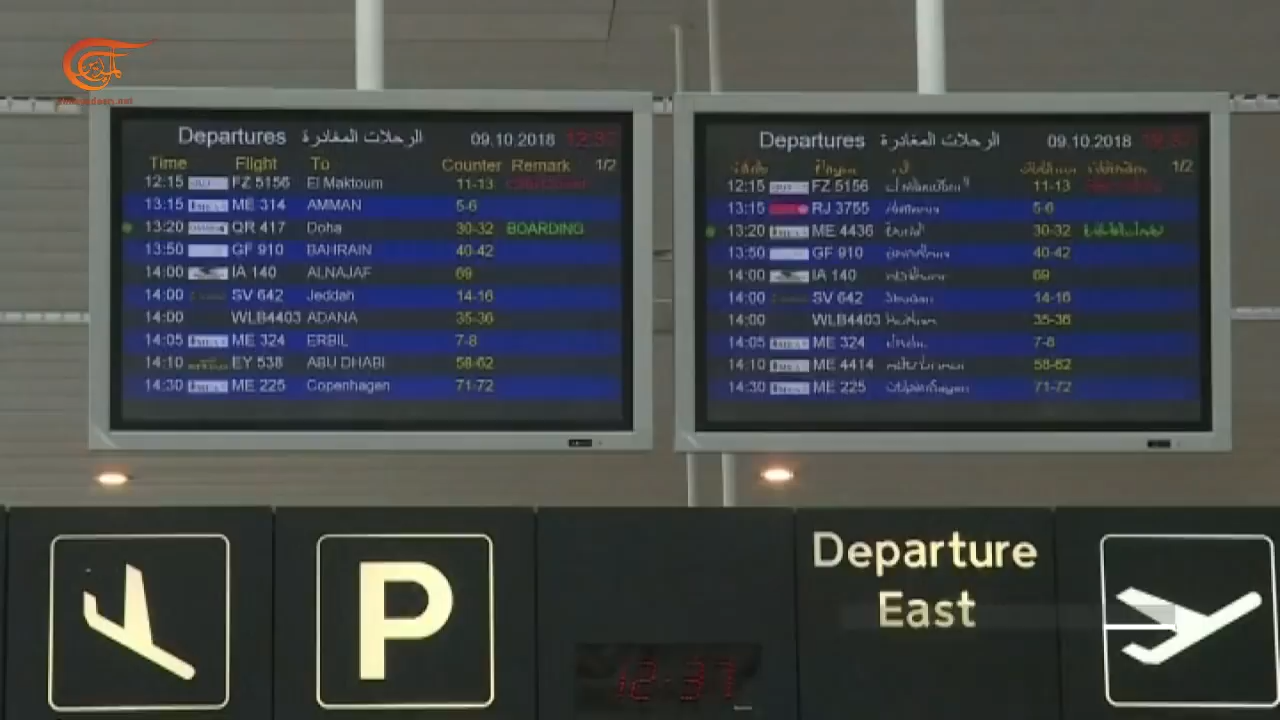 almayadeen.net
Departures الرحلات المغادرة 09.10.2018 12:37
Time Flight To Counter Remark 1/2
12:15 FZ 5156 El Maktoum 11-13
13:15 ME 314 AMMAN 5-6
13:20 QR 417 Doha 30-32 BOARDING
13:50 GF 910 BAHRAIN 40-42
14:00 IA 140 ALNAJAF 69
14:00 SV 642 Jeddah 14-16
14:00 WLB4403 ADANA 35-36
14:05 ME 324 ERBIL 7-8
14:10 EY 538 ABU DHABI 58-62
14:30 ME 225 Copenhagen 71-72
Departures الرحلات المغادرة 09.10.2018 12:37
1/2
12:15 FZ 5156 11-13
13:15 RJ 3755 5-6
13:20 ME 4436 30-32
13:50 GF 910 40-42
14:00 IA 140 69
14:00 SV 642 14-16
14:00 WLB4403 35-36
14:05 ME 324 7-8
14:10 ME 4414 58-62
14:30 ME 225 71-72
P
12:37
Departure
East